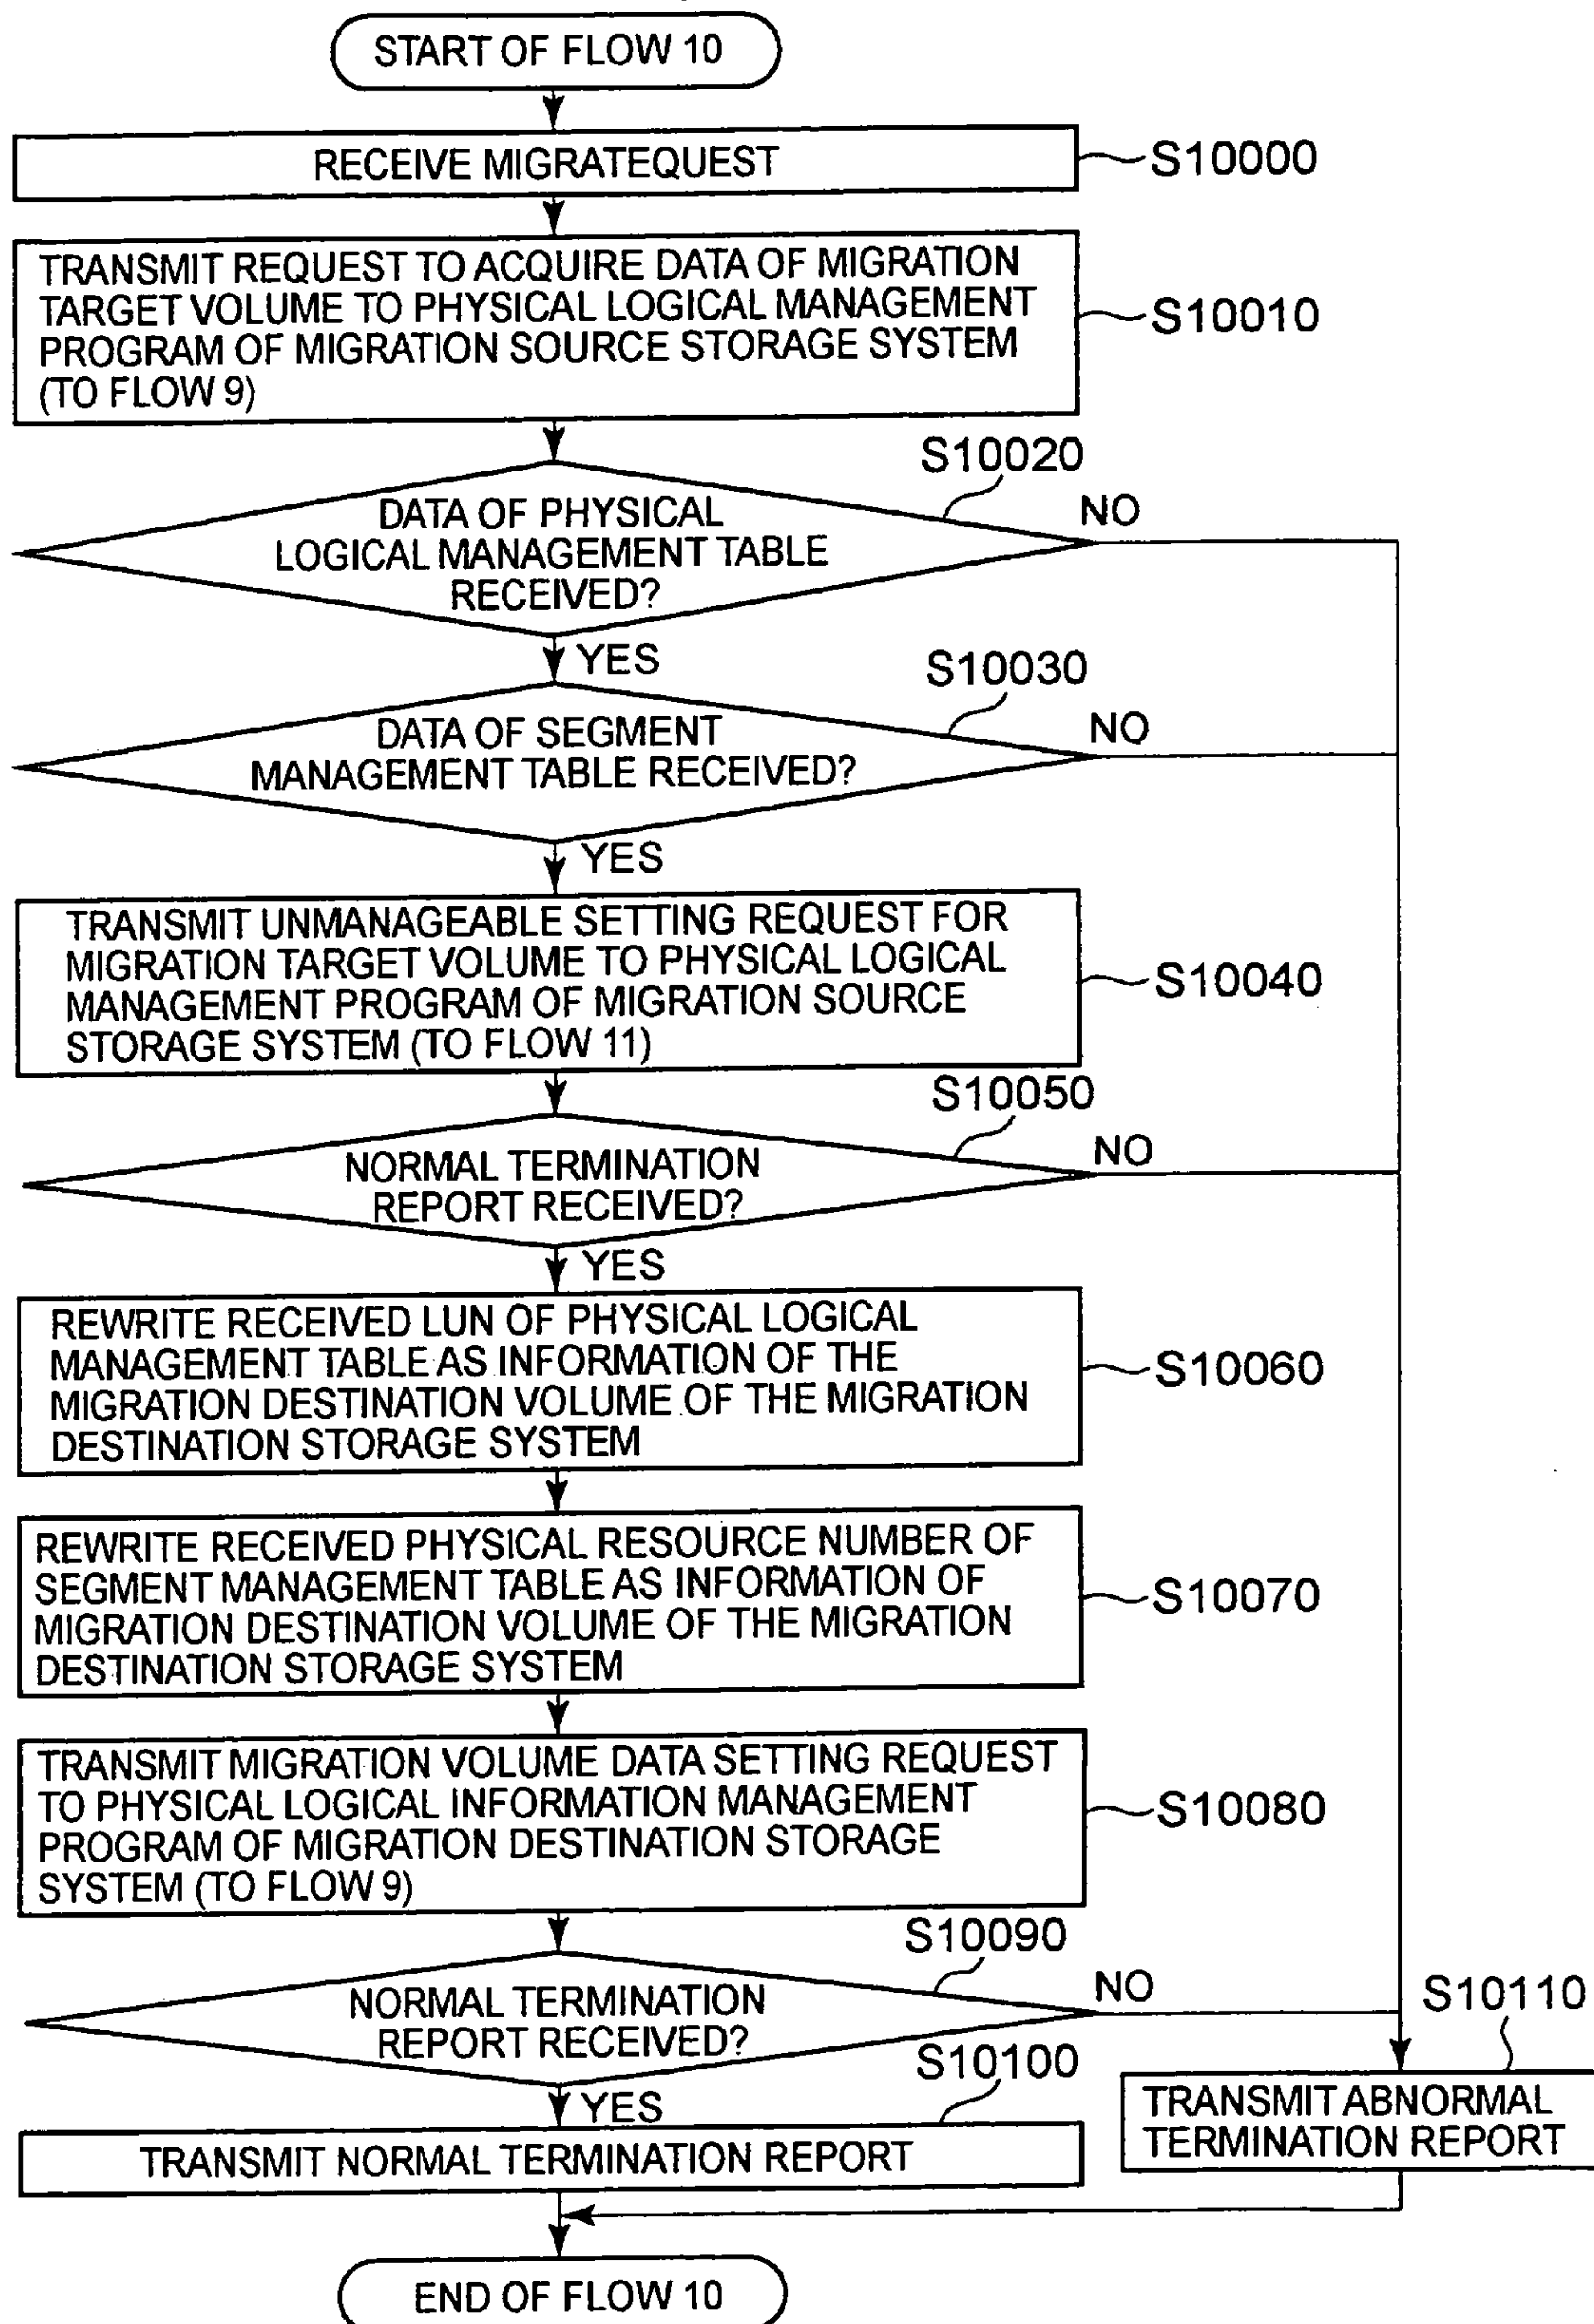 START OF FLOW 10
RECEIVE MIGRATEQUEST
S10000
TRANSMIT REQUEST TO ACQUIRE DATA OF MIGRATION
TARGET VOLUME TO PHYSICAL LOGICAL MANAGEMENT
PROGRAM OF MIGRATION SOURCE STORAGE SYSTEM
(TO FLOW 9)
S10010
S10020
DATA OF PHYSICAL
LOGICAL MANAGEMENT TABLE
RECEIVED?
NO
YES
S10030
DATA OF SEGMENT
MANAGEMENT TABLE RECEIVED?
NO
YES
TRANSMIT UNMANAGEABLE SETTING REQUEST FOR
MIGRATION TARGET VOLUME TO PHYSICAL LOGICAL
MANAGEMENT PROGRAM OF MIGRATION SOURCE
STORAGE SYSTEM (TO FLOW 11)
S10040
S10050
NORMAL TERMINATION
REPORT RECEIVED?
NO
YES
REWRITE RECEIVED LUN OF PHYSICAL LOGICAL
MANAGEMENT TABLE AS INFORMATION OF THE
MIGRATION DESTINATION VOLUME OF THE MIGRATION
DESTINATION STORAGE SYSTEM
S10060
REWRITE RECEIVED PHYSICAL RESOURCE NUMBER OF
SEGMENT MANAGEMENT TABLE AS INFORMATION OF
MIGRATION DESTINATION VOLUME OF THE MIGRATION
DESTINATION STORAGE SYSTEM
S10070
TRANSMIT MIGRATION VOLUME DATA SETTING REQUEST
TO PHYSICAL LOGICAL INFORMATION MANAGEMENT
PROGRAM OF MIGRATION DESTINATION STORAGE
SYSTEM (TO FLOW 9)
S10080
S10090
NORMAL TERMINATION
REPORT RECEIVED?
NO
YES
S10100
TRANSMIT NORMAL TERMINATION REPORT
S10110
TRANSMIT ABNORMAL
TERMINATION REPORT
END OF FLOW 10